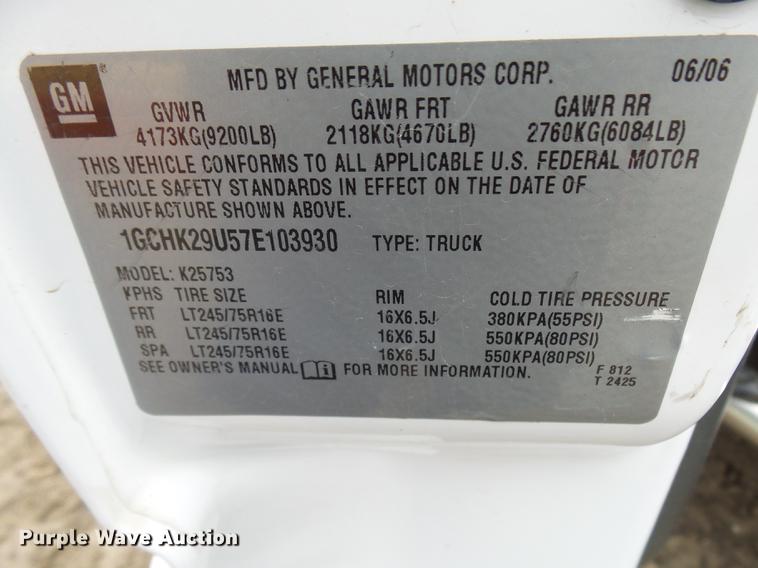 GM
MFD BY GENERAL MOTORS CORP. 06/06
GVWR GAWR FRT GAWR RR
4173KG(9200LB) 2118KG(4670LB) 2760KG(6084LB)
THIS VEHICLE CONFORMS TO ALL APPLICABLE U.S. FEDERAL MOTOR
VEHICLE SAFETY STANDARDS IN EFFECT ON THE DATE OF
MANUFACTURE SHOWN ABOVE.
1GCHK29U57E103930 TYPE: TRUCK
MODEL: K25753
KPHS TIRE SIZE RIM COLD TIRE PRESSURE
FRT LT245/75R16E 16X6.5J 380KPA(55PSI)
RR LT245/75R16E 16X6.5J 550KPA(80PSI)
SPA LT245/75R16E 16X6.5J 550KPA(80PSI)
SEE OWNER'S MANUAL FOR MORE INFORMATION. F 812
T 2425
Purple Wave Auction